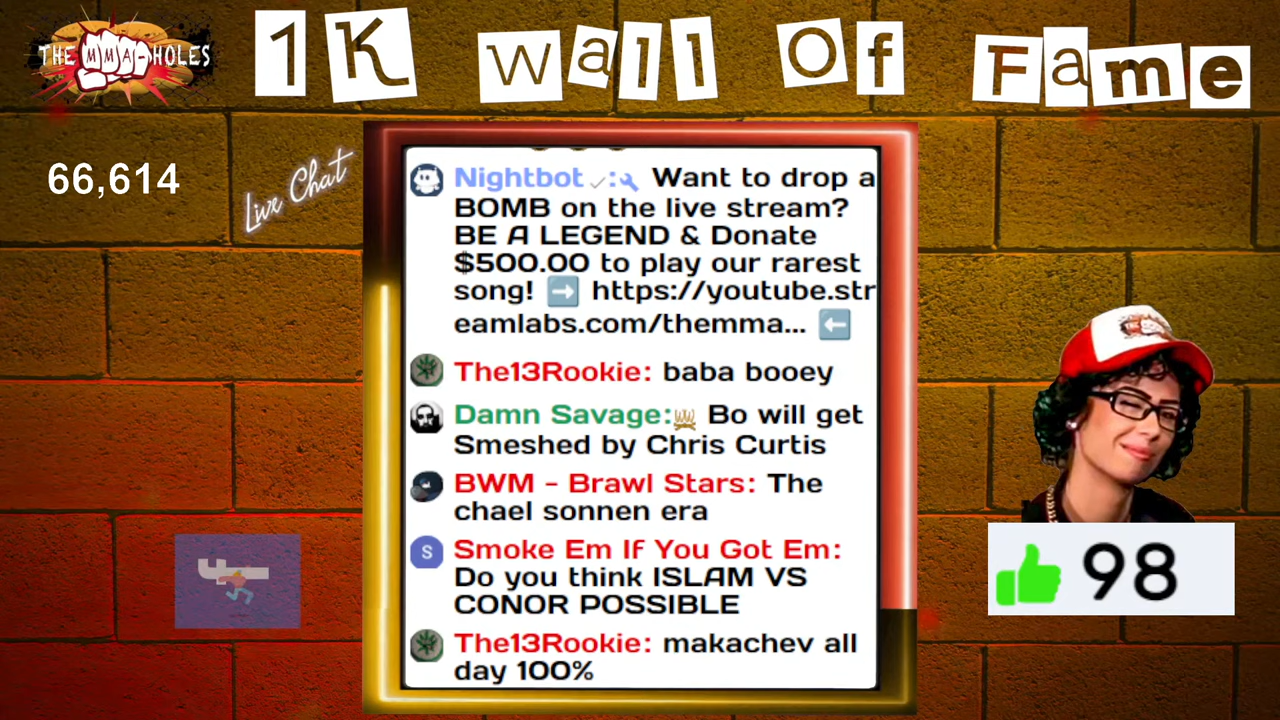 THE MMA-HOLES
1K Wall Of Fame
66,614
Live Chat
Nightbot: Want to drop a
BOMB on the live stream?
BE A LEGEND & Donate
$500.00 to play our rarest
song! ➡️ https://youtube.str
eamlabs.com/themma... ⬅️
The13Rookie: baba booey
Damn Savage: Bo will get
Smeshed by Chris Curtis
BWM - Brawl Stars: The
chael sonnen era
S
Smoke Em If You Got Em:
Do you think ISLAM VS
CONOR POSSIBLE
The13Rookie: makachev all
day 100%
98